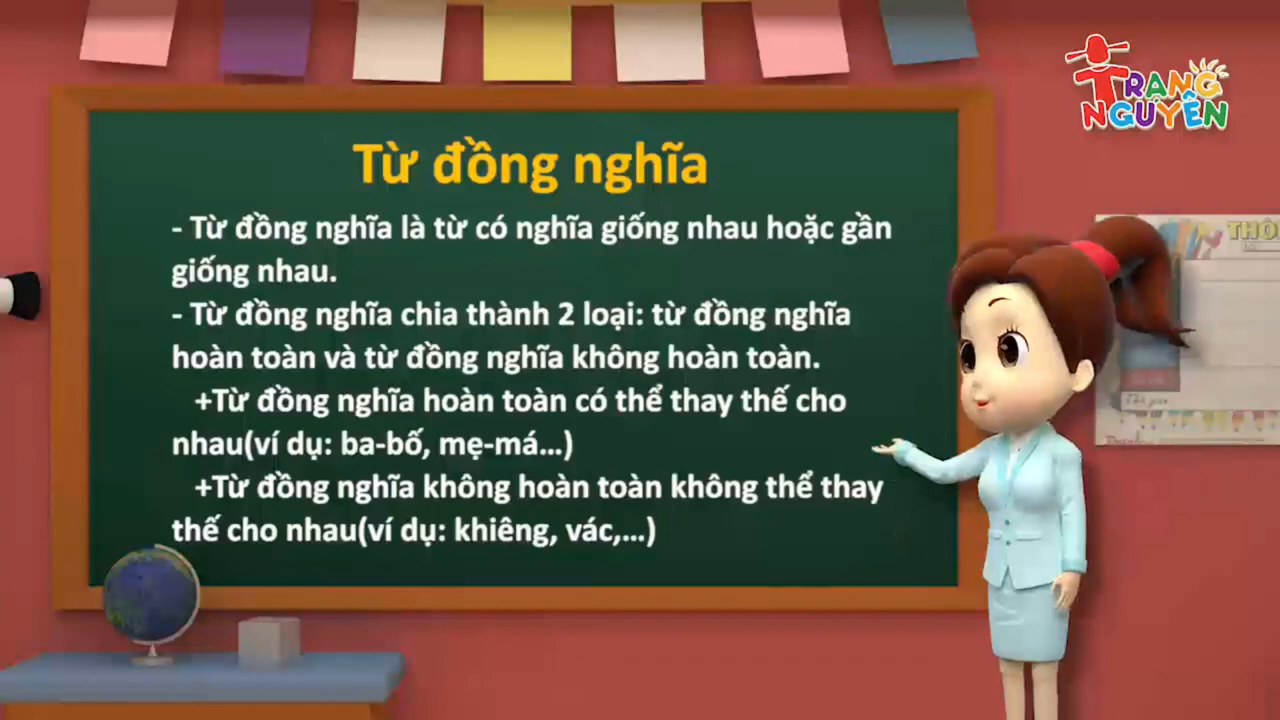 TRẠNG
NGUYÊN
Từ đồng nghĩa
- Từ đồng nghĩa là từ có nghĩa giống nhau hoặc gần
giống nhau.
- Từ đồng nghĩa chia thành 2 loại: từ đồng nghĩa
hoàn toàn và từ đồng nghĩa không hoàn toàn.
+Từ đồng nghĩa hoàn toàn có thể thay thế cho
nhau(ví dụ: ba-bố, mẹ-má...)
+Từ đồng nghĩa không hoàn toàn không thể thay
thế cho nhau(ví dụ: khiêng, vác,...)